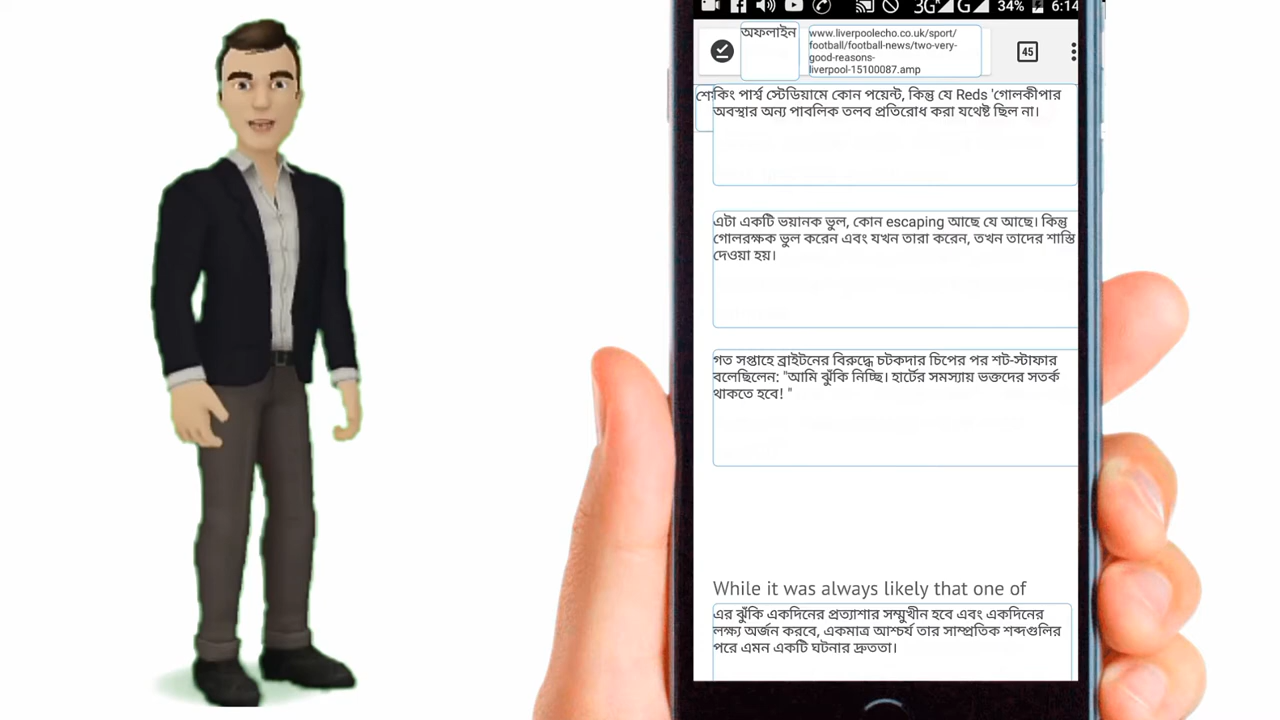 3G G 34% 6:14
অফলাইন
www.liverpoolecho.co.uk/sport/
football/football-news/two-very-
good-reasons-
liverpool-15100087.amp
45
কিং পার্শ্ব স্টেডিয়ামে কোন পয়েন্ট, কিন্তু যে Reds 'গোলকীপার
অবস্থার অন্য পাবলিক তলব প্রতিরোধ করা যথেষ্ট ছিল না।
এটা একটি ভয়ানক ভুল, কোন escaping আছে যে আছে। কিন্তু
গোলরক্ষক ভুল করেন এবং যখন তারা করেন, তখন তাদের শাস্তি
দেওয়া হয়।
গত সপ্তাহে ব্রাইটনের বিরুদ্ধে চটকদার চিপের পর শট-স্টাফার
বলেছিলেন: "আমি ঝুঁকি নিচ্ছি। হার্টের সমস্যায় ভক্তদের সতর্ক
থাকতে হবে! "
While it was always likely that one of
এর ঝুঁকি একদিনের প্রত্যাশার সম্মুখীন হবে এবং একদিনের
লক্ষ্য অর্জন করবে, একমাত্র আশ্চর্য তার সাম্প্রতিক শব্দগুলির
পরে এমন একটি ঘটনার দ্রুততা।